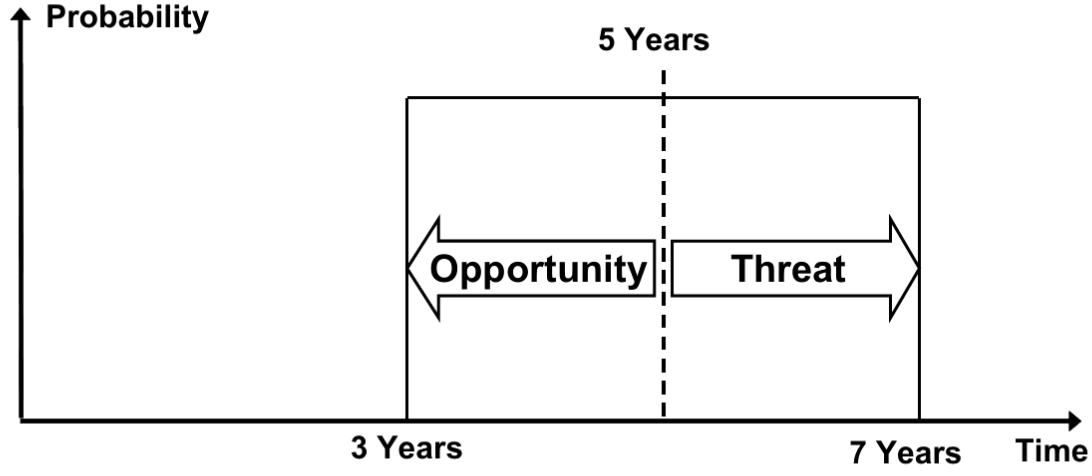 Probability
5 Years
Opportunity
Threat
3 Years
7 Years
Time